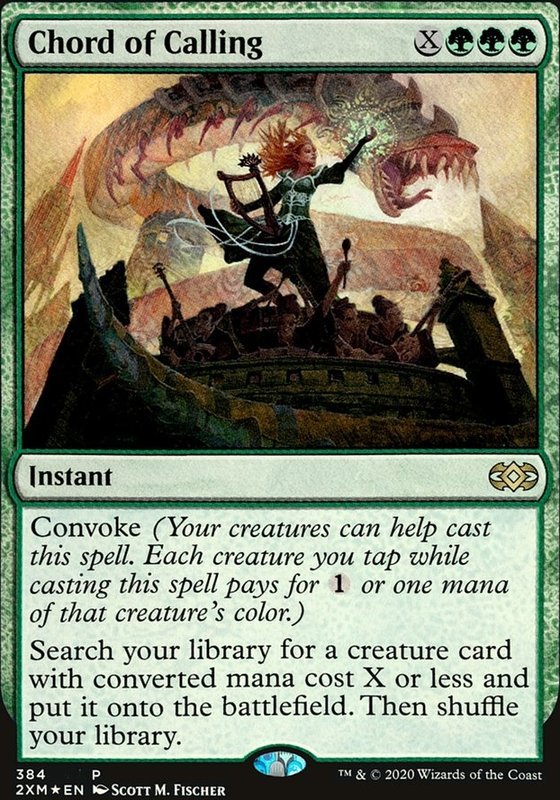 Chord of Calling X
Instant
Convoke (Your creatures can help cast
this spell. Each creature you tap while
casting this spell pays for 1 or one mana
of that creature's color.)
Search your library for a creature card
with converted mana cost X or less and
put it onto the battlefield. Then shuffle
your library.
384 P
2XM★EN Scott M. Fischer
™ & © 2020 Wizards of the Coast